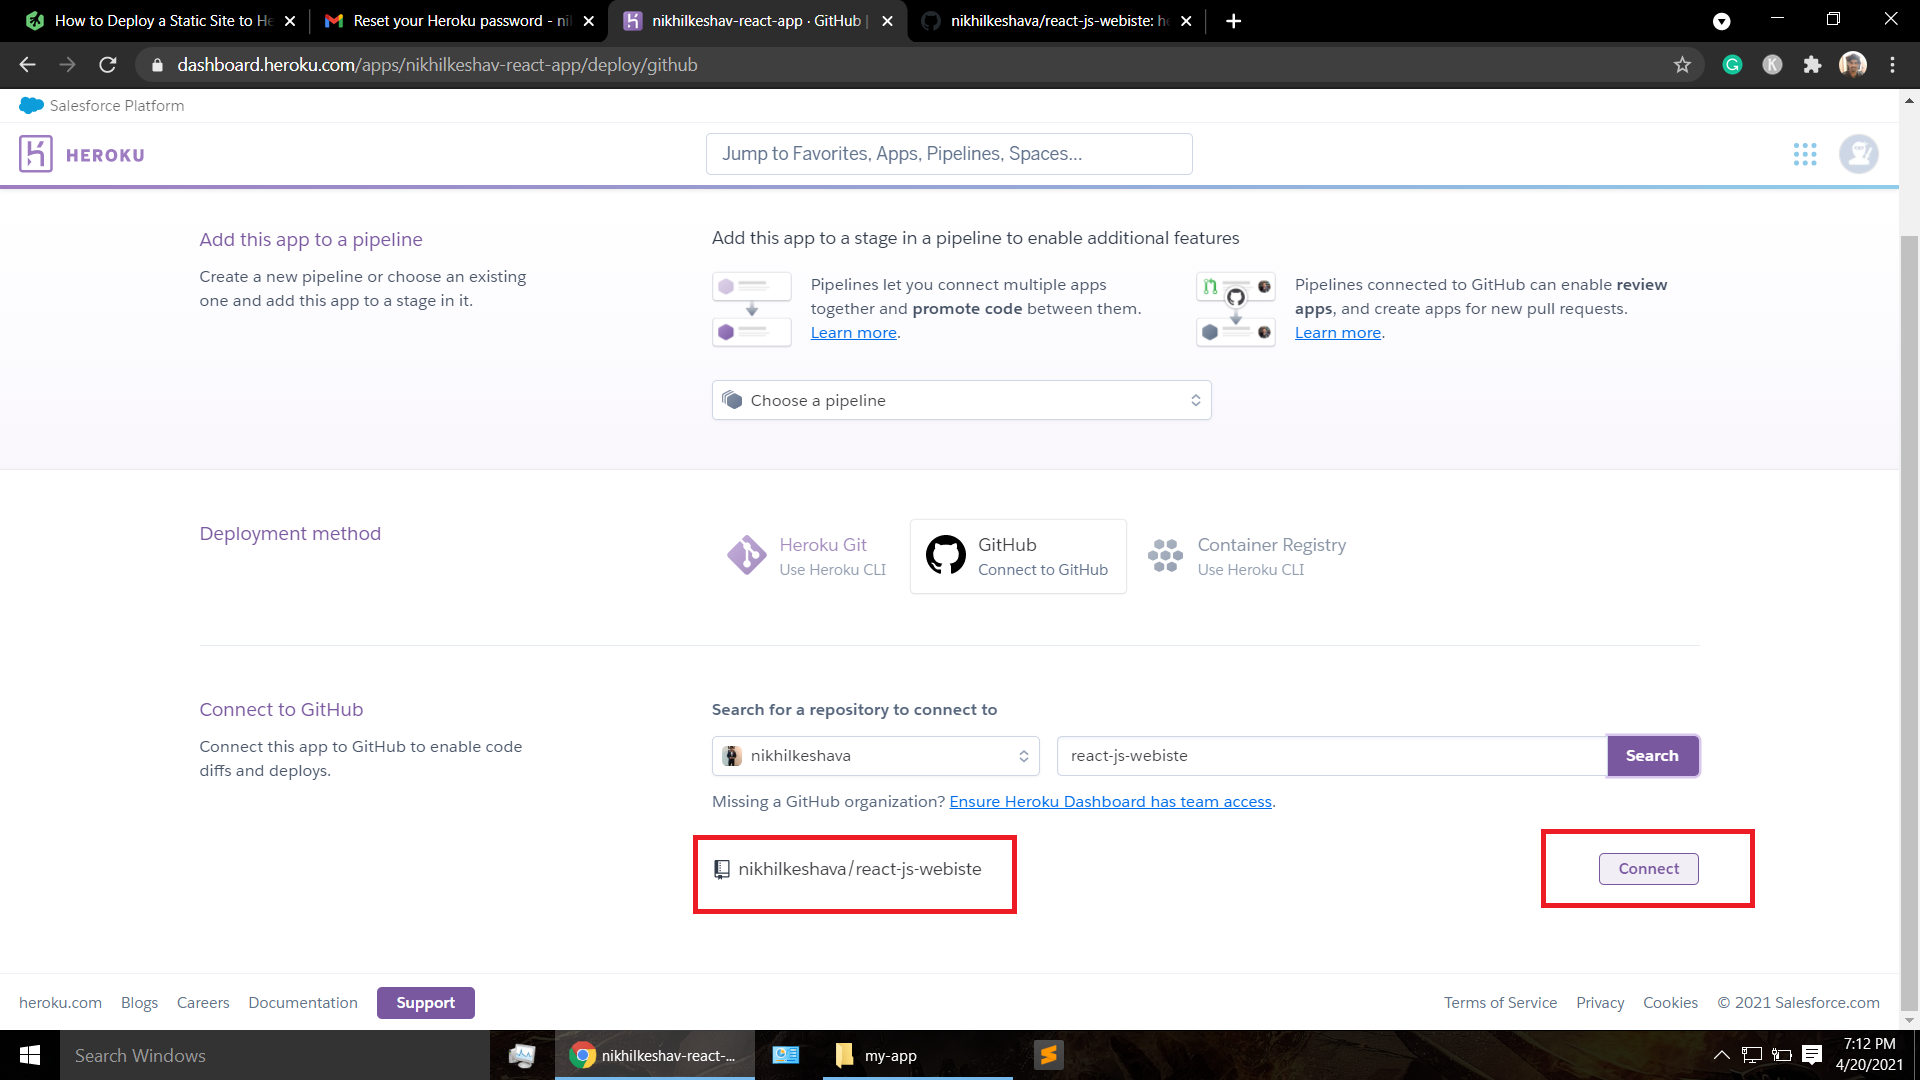 How to Deploy a Static Site to He
Reset your Heroku password - ni
nikhilkeshav-react-app · GitHub |
nikhilkeshava/react-js-webiste: he
dashboard.heroku.com/apps/nikhilkeshav-react-app/deploy/github
Salesforce Platform
HEROKU
Jump to Favorites, Apps, Pipelines, Spaces...
Add this app to a pipeline
Create a new pipeline or choose an existing
one and add this app to a stage in it.
Add this app to a stage in a pipeline to enable additional features
Pipelines let you connect multiple apps
together and promote code between them.
Learn more.
Pipelines connected to GitHub can enable review
apps, and create apps for new pull requests.
Learn more.
Choose a pipeline
Deployment method
Heroku Git
Use Heroku CLI
GitHub
Connect to GitHub
Container Registry
Use Heroku CLI
Connect to GitHub
Connect this app to GitHub to enable code
diffs and deploys.
Search for a repository to connect to
nikhilkeshava
react-js-webiste
Search
Missing a GitHub organization? Ensure Heroku Dashboard has team access.
nikhilkeshava/react-js-webiste
Connect
heroku.com
Blogs
Careers
Documentation
Support
Terms of Service
Privacy
Cookies
© 2021 Salesforce.com
Search Windows
nikhilkeshav-react-...
my-app
7:12 PM
4/20/2021